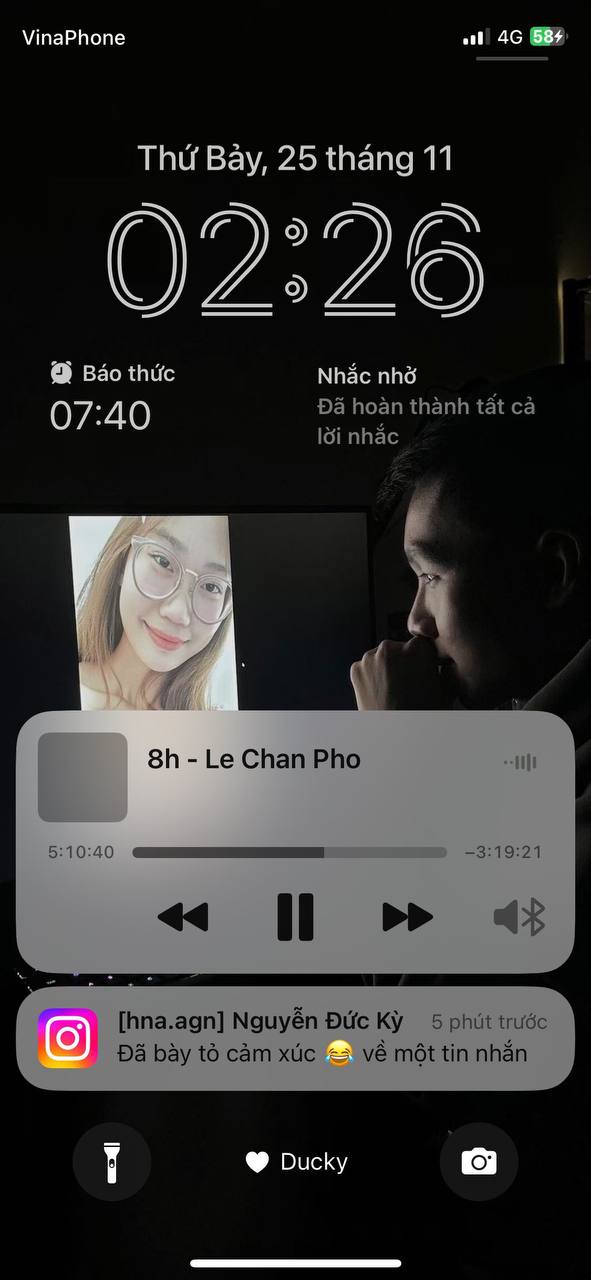 VinaPhone
4G 58
Thứ Bảy, 25 tháng 11
02:26
Báo thức
07:40
Nhắc nhở
Đã hoàn thành tất cả
lời nhắc
8h - Le Chan Pho
5:10:40
−3:19:21
[hna.agn] Nguyễn Đức Kỳ
5 phút trước
Đã bày tỏ cảm xúc 😂 về một tin nhắn
Ducky